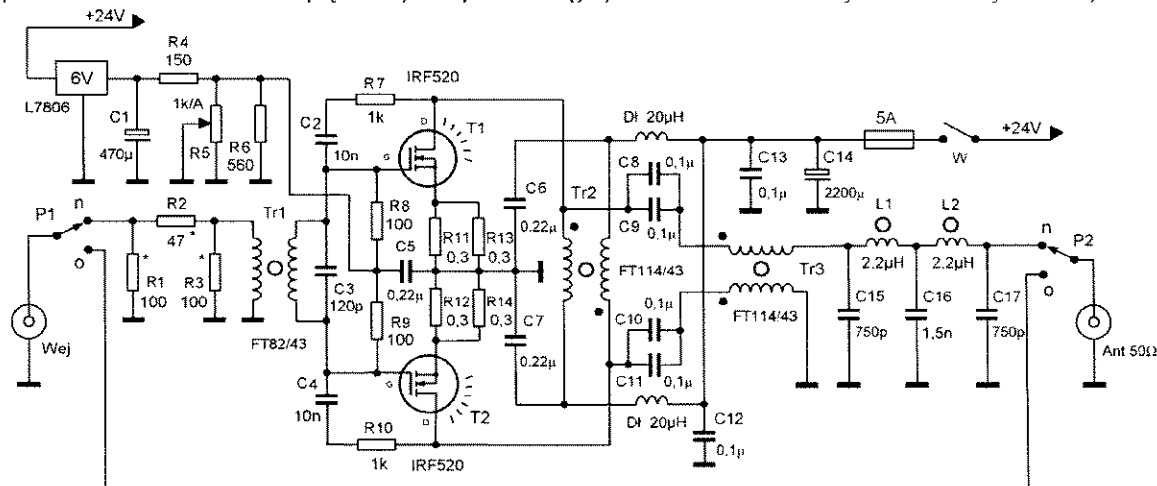 +24V
6V
L7806
R4
150
1k/A
C1
470µ
R5
R6
560
R7
1k
IRF520
C2
10n
D
G
T1
Dł 20µH
5A
W
+24V
C8
0,1µ
C9
0,1µ
C13
0,1µ
C14
2200µ
P1
n
o
R2
47 *
Tr1
*
R1
100
*
R3
100
R8
100
C5
0,22µ
R11
0,3
R13
0,3
C6
0,22µ
Tr2
C3
120p
R9
100
R12
0,3
R14
0,3
C7
0,22µ
FT114/43
Tr3
L1
2.2µH
L2
2.2µH
n
o
P2
0,1µ
C10
C11
0,1µ
FT114/43
C15
750p
C16
1,5n
C17
750p
Ant 50Ω
Wej
FT82/43
C4
10n
G
D
T2
R10
1k
IRF520
Dł 20µH
C12
0,1µ